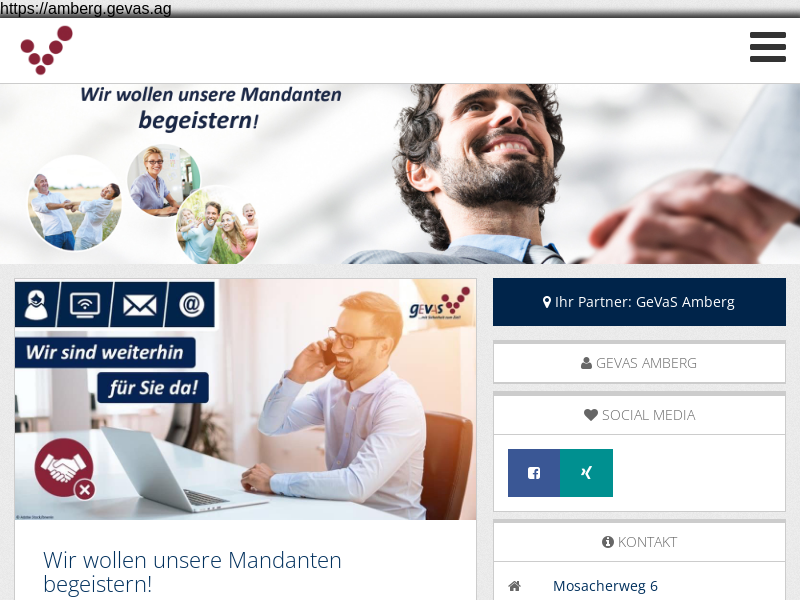 https://amberg.gevas.ag
Wir wollen unsere Mandanten
begeistern!
@
gevas
Wir sind weiterhin
für Sie da!
Wir wollen unsere Mandanten
begeistern!
Ihr Partner: GeVaS Amberg
GEVAS AMBERG
SOCIAL MEDIA
KONTAKT
Mosacherweg 6